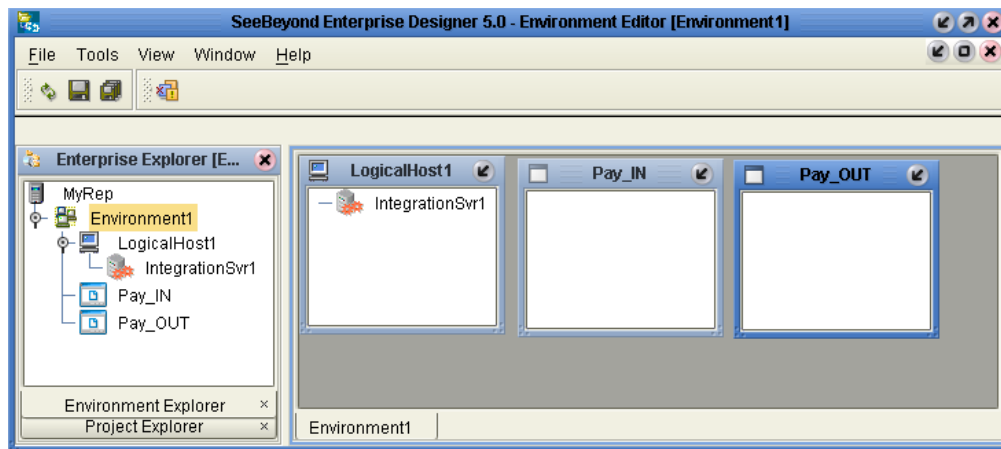 SeeBeyond Enterprise Designer 5.0 - Environment Editor [Environment1]
File Tools View Window Help
Enterprise Explorer [E...
MyRep
Environment1
LogicalHost1
IntegrationSvr1
Pay_IN
Pay_OUT
Environment Explorer
Project Explorer
LogicalHost1
IntegrationSvr1
Pay_IN
Pay_OUT
Environment1